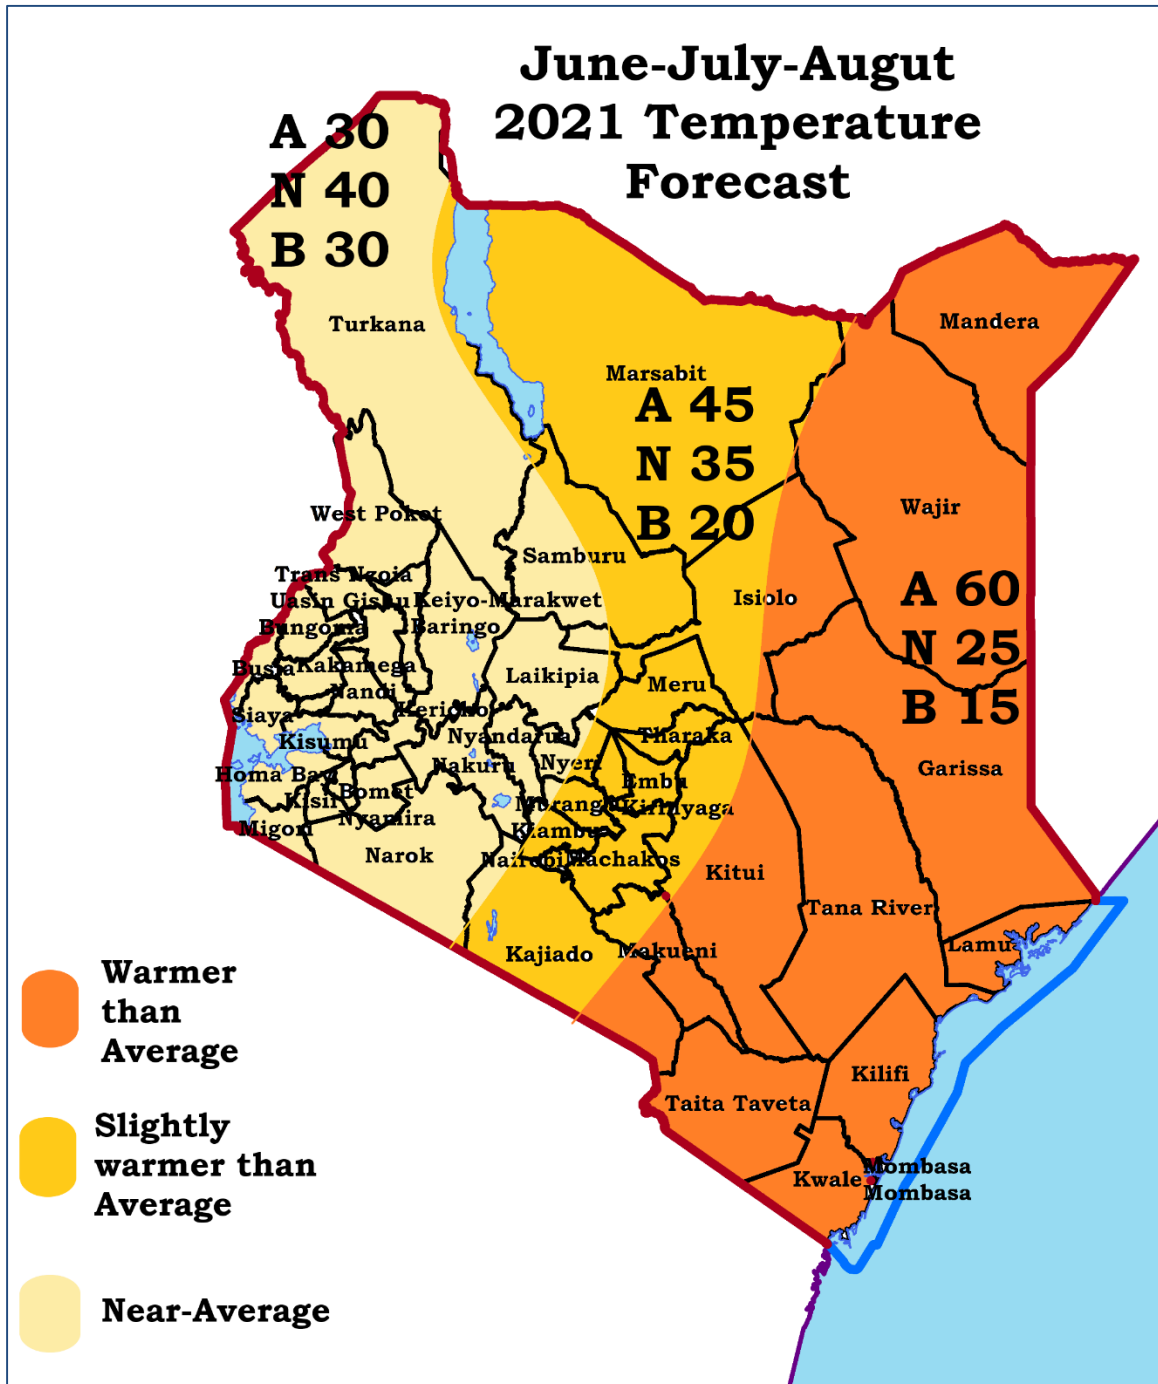 June-July-Augut
2021 Temperature
Forecast
A 30
N 40
B 30
Turkana
Mandera
Marsabit
A 45
N 35
B 20
Wajir
West Pokot
Samburu
Trans Nzoia
Uasin Gishu
Keiyo-Marakwet
Isiolo
A 60
N 25
B 15
Bungoma
Baringo
Busia
Kakamega
Nandi
Laikipia
Meru
Siaya
Kericho
Kisumu
Nyandarua
Tharaka
Homa Bay
Nakuru
Nyeri
Garissa
Kisii
Bomet
Embu
Migori
Nyamira
Muranga
Kirinyaga
Kiambu
Narok
Nairobi
Machakos
Kitui
Tana River
Lamu
Kajiado
Makueni
Warmer
than
Average
Kilifi
Taita Taveta
Slightly
warmer than
Average
Kwale
Mombasa
Mombasa
Near-Average